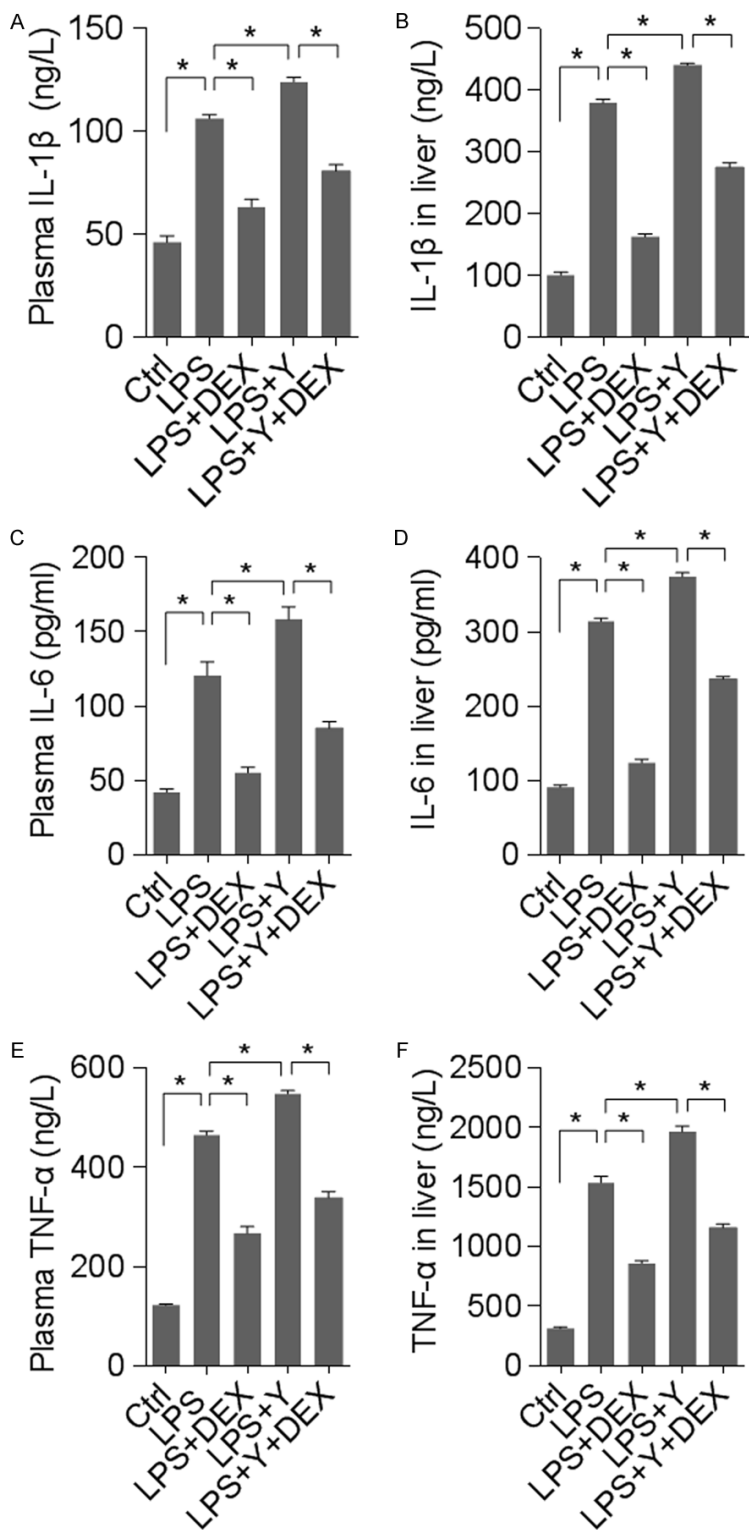 A
Plasma IL-1β (ng/L)
150
100
50
0
* * * *
Ctrl
LPS
LPS+DEX
LPS+Y
LPS+Y+DEX
B
IL-1β in liver (ng/L)
500
400
300
200
100
0
* * * *
Ctrl
LPS
LPS+DEX
LPS+Y
LPS+Y+DEX
C
Plasma IL-6 (pg/ml)
200
150
100
50
0
* * * *
Ctrl
LPS
LPS+DEX
LPS+Y
LPS+Y+DEX
D
IL-6 in liver (pg/ml)
400
300
200
100
0
* * * *
Ctrl
LPS
LPS+DEX
LPS+Y
LPS+Y+DEX
E
Plasma TNF-α (ng/L)
600
400
200
0
* * * *
Ctrl
LPS
LPS+DEX
LPS+Y
LPS+Y+DEX
F
TNF-α in liver (ng/L)
2500
2000
1500
1000
500
0
* * * *
Ctrl
LPS
LPS+DEX
LPS+Y
LPS+Y+DEX